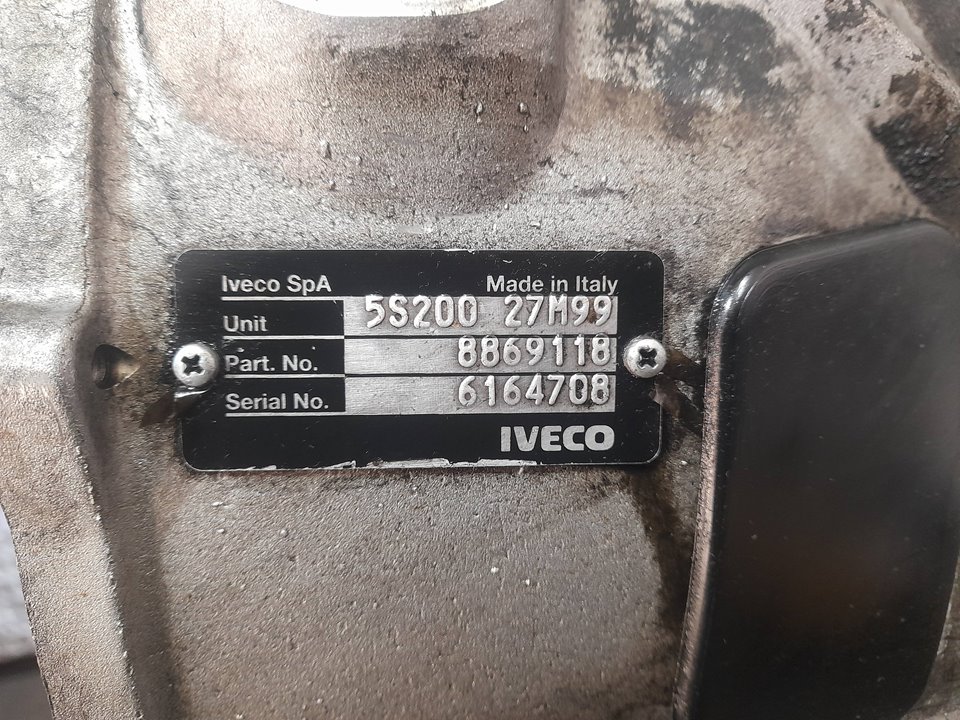 Iveco SpA Made in Italy
Unit 5S200 27M99
Part. No. 8869118
Serial No. 6164708
IVECO